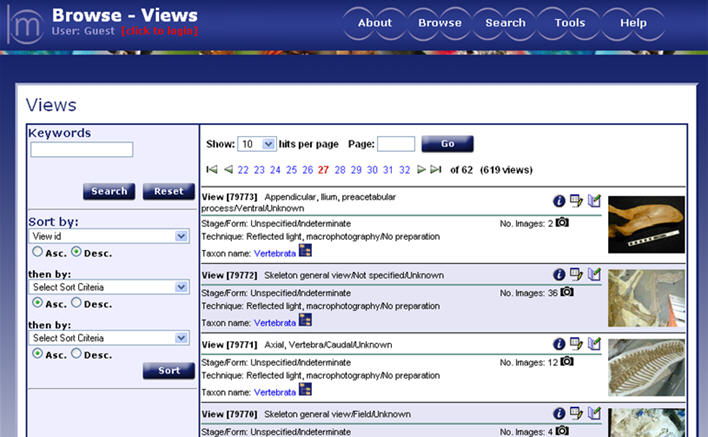 m
Browse - Views
User: Guest [click to login]
About Browse Search Tools Help
Views
Keywords
Search Reset
Sort by:
View id
Asc. Desc.
then by:
Select Sort Criteria
Asc. Desc.
then by:
Select Sort Criteria
Asc. Desc.
Sort
Show: 10 hits per page Page: Go
22 23 24 25 26 27 28 29 30 31 32 of 62 (619 views)
View [79773] Appendicular, Ilium, preacetabular
process/Ventral/Unknown
Stage/Form: Unspecified/Indeterminate No. Images: 2
Technique: Reflected light, macrophotography/No preparation
Taxon name: Vertebrata
View [79772] Skeleton general view/Not specified/Unknown
Stage/Form: Unspecified/Indeterminate No. Images: 36
Technique: Reflected light, macrophotography/No preparation
Taxon name: Vertebrata
View [79771] Axial, Vertebra/Caudal/Unknown
Stage/Form: Unspecified/Indeterminate No. Images: 12
Technique: Reflected light, macrophotography/No preparation
Taxon name: Vertebrata
View [79770] Skeleton general view/Field/Unknown
Stage/Form: Unspecified/Indeterminate No. Images: 4